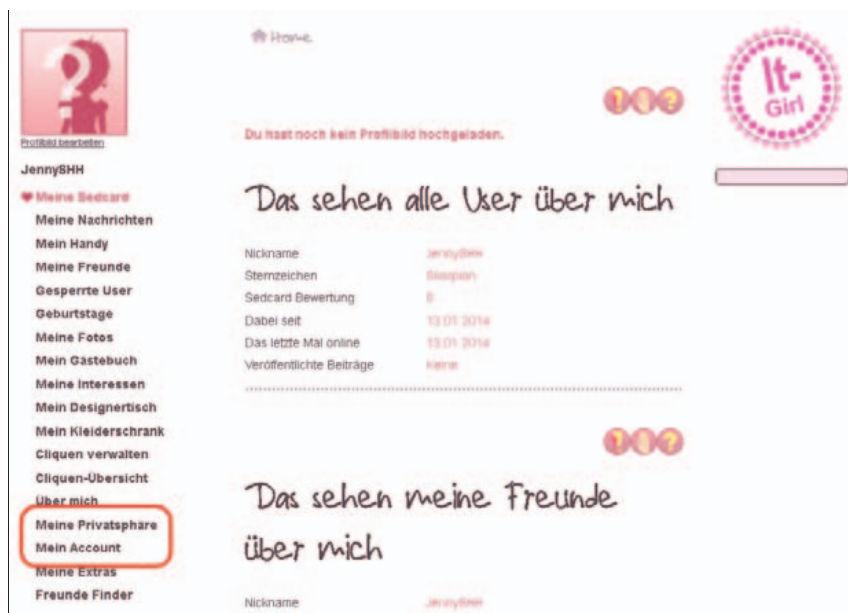 Home
It-
Girl
Profilbild bearbeiten
JennySHH
Meine Sedcard
Meine Nachrichten
Mein Handy
Meine Freunde
Gesperrte User
Geburtstage
Meine Fotos
Mein Gästebuch
Meine Interessen
Mein Designertisch
Mein Kleiderschrank
Cliquen verwalten
Cliquen-Übersicht
Über mich
Meine Privatsphäre
Mein Account
Meine Extras
Freunde Finder
Du hast noch kein Profilbild hochgeladen.
Das sehen alle User über mich
Nickname JennySHH
Sternzeichen Skorpion
Sedcard Bewertung 0
Dabei seit 13.01.2014
Das letzte Mal online 13.01.2014
Veröffentlichte Beiträge keine
Das sehen meine Freunde
über mich
Nickname JennySHH